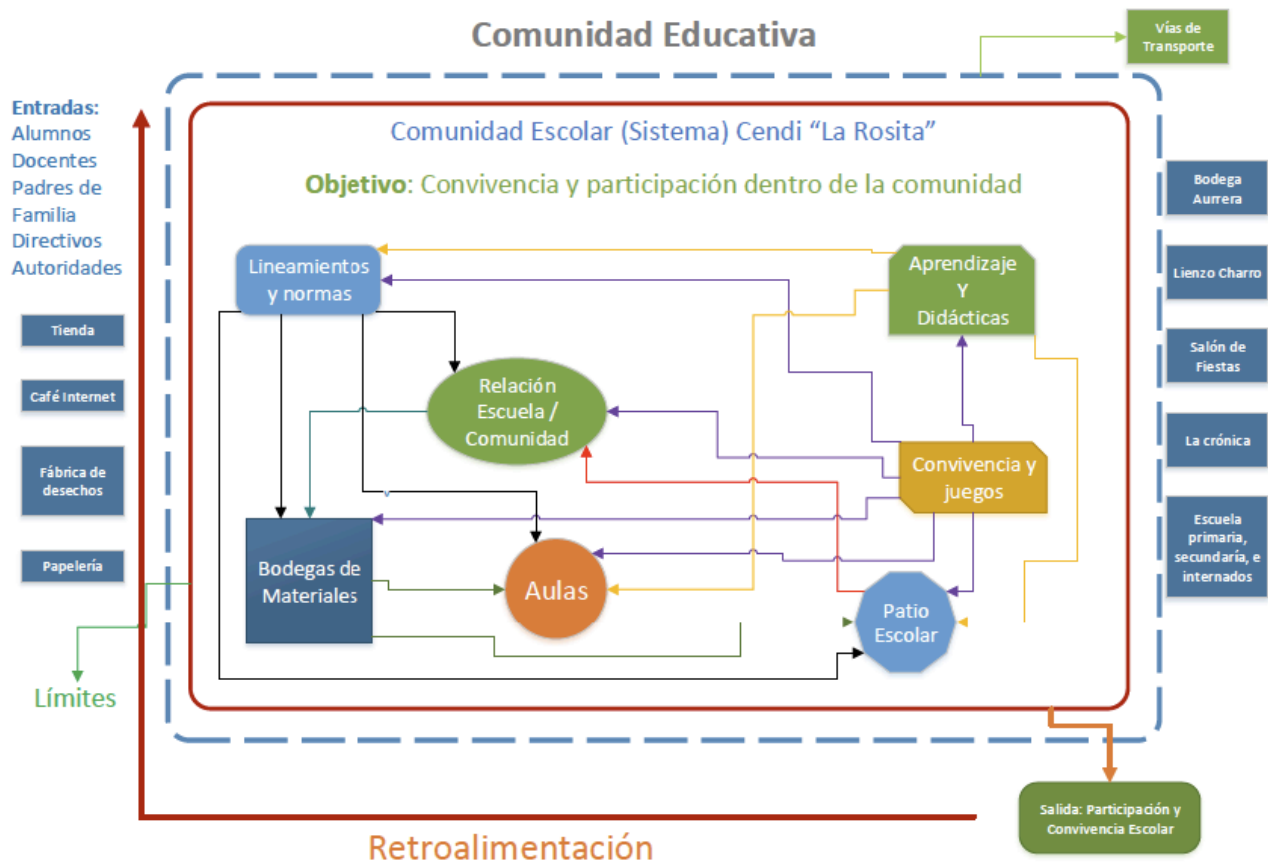 Comunidad Educativa
Vías de
Transporte
Entradas:
Alumnos
Docentes
Padres de
Familia
Directivos
Autoridades
Tienda
Café Internet
Fábrica de
desechos
Papelería
Límites
Comunidad Escolar (Sistema) Cendi “La Rosita”
Objetivo: Convivencia y participación dentro de la comunidad
Lineamientos
y normas
Aprendizaje
Y
Didácticas
Relación
Escuela /
Comunidad
Convivencia y
juegos
Bodegas de
Materiales
Aulas
Patio
Escolar
Bodega
Aurrera
Lienzo Charro
Salón de
Fiestas
La crónica
Escuela
primaria,
secundaría, e
internados
Salida: Participación y
Convivencia Escolar
Retroalimentación